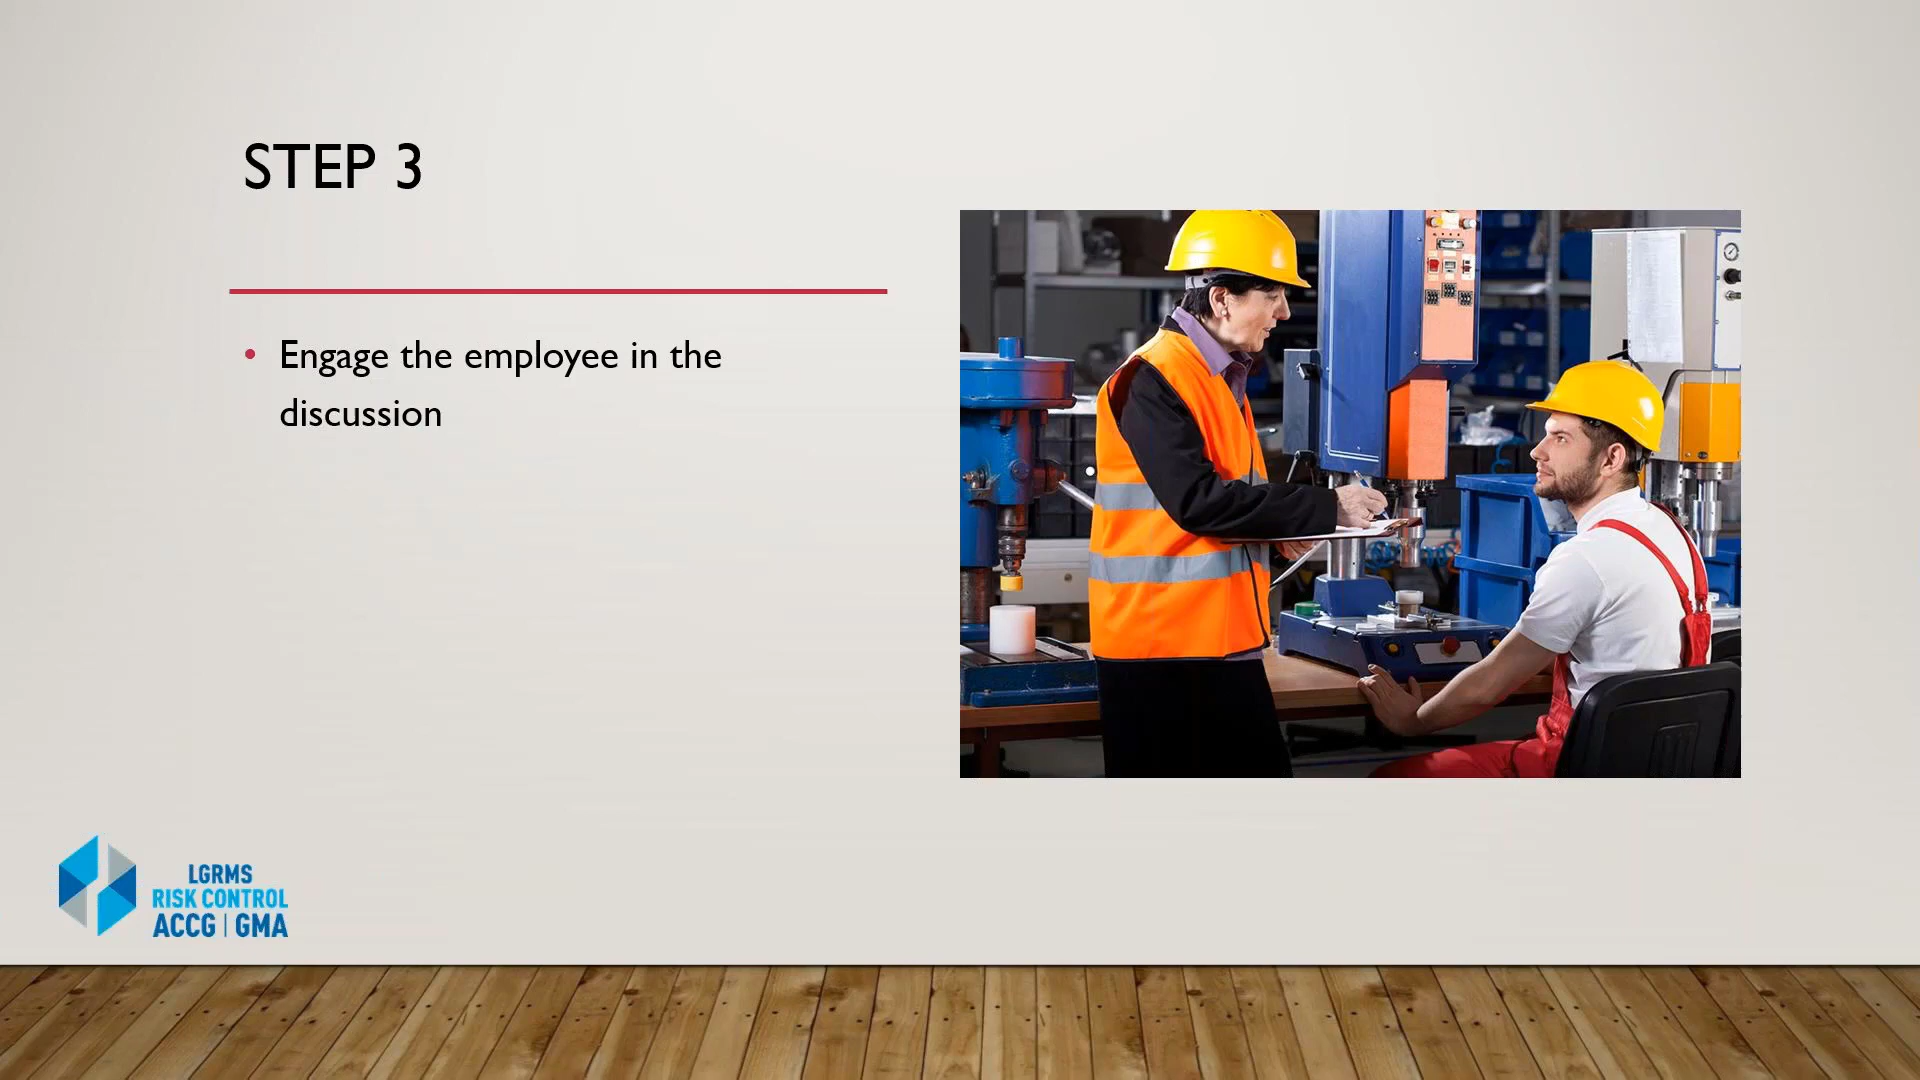 STEP 3
• Engage the employee in the
discussion
LGRMS
RISK CONTROL
ACCG | GMA